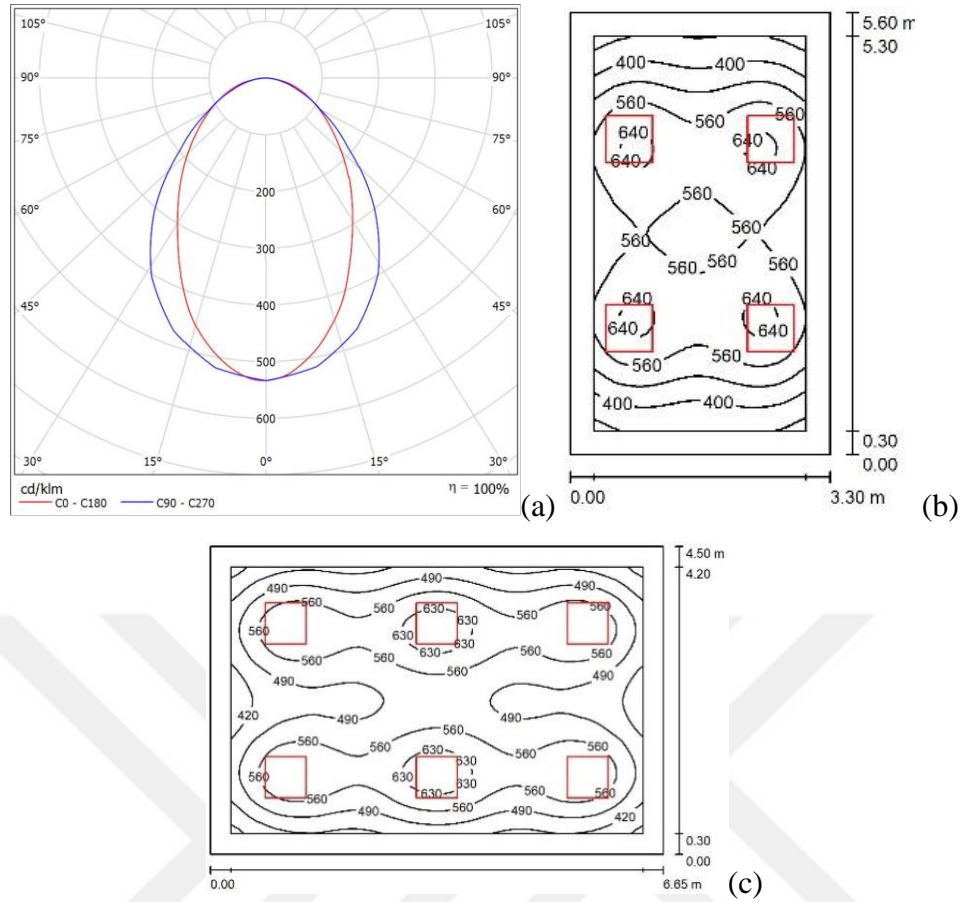 105° 105°
90° 90°
75° 75°
60° 60°
45° 45°
200
300
400
500
600
30° 15° 0° 15° 30°
cd/klm η = 100%
C0 - C180 C90 - C270
(a)
5.60 m
5.30
400 400
560 560 560 560
640 640
640 640
560
560 560 560 560
640 640
640 640
560 560
400 400
0.30
0.00
0.00 3.30 m
(b)
4.50 m
4.20
490 490 490
560 560 630 630 560 560
560 630 630
560 560 560
490 490
420 490 490
560 560 560 560
560 630 630
630 630
560 560 560 560
490 490 490 420
0.30
0.00
0.00 6.65 m
(c)